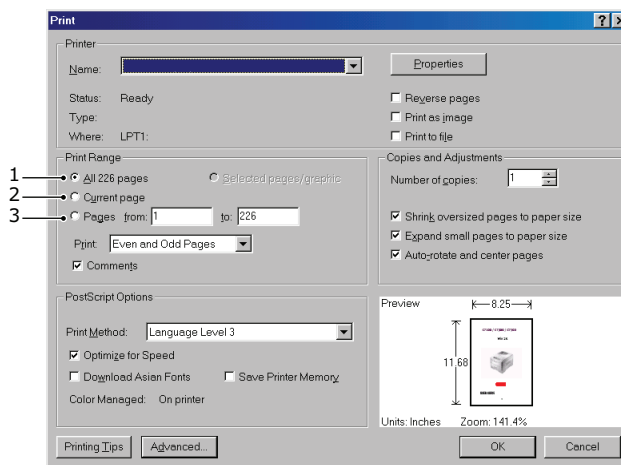 Print
Printer
Name:
Properties
Status: Ready
Type:
Where: LPT1:
Reverse pages
Print as image
Print to file
Print Range
1 All 226 pages Selected pages/graphic
2 Current page
3 Pages from: 1 to: 226
Print: Even and Odd Pages
Comments
Copies and Adjustments
Number of copies: 1
Shrink oversized pages to paper size
Expand small pages to paper size
Auto-rotate and center pages
PostScript Options
Print Method: Language Level 3
Optimize for Speed
Download Asian Fonts Save Printer Memory
Color Managed: On printer
Preview 8.25
11.68
Units: Inches Zoom: 141.4%
Printing Tips Advanced... OK Cancel